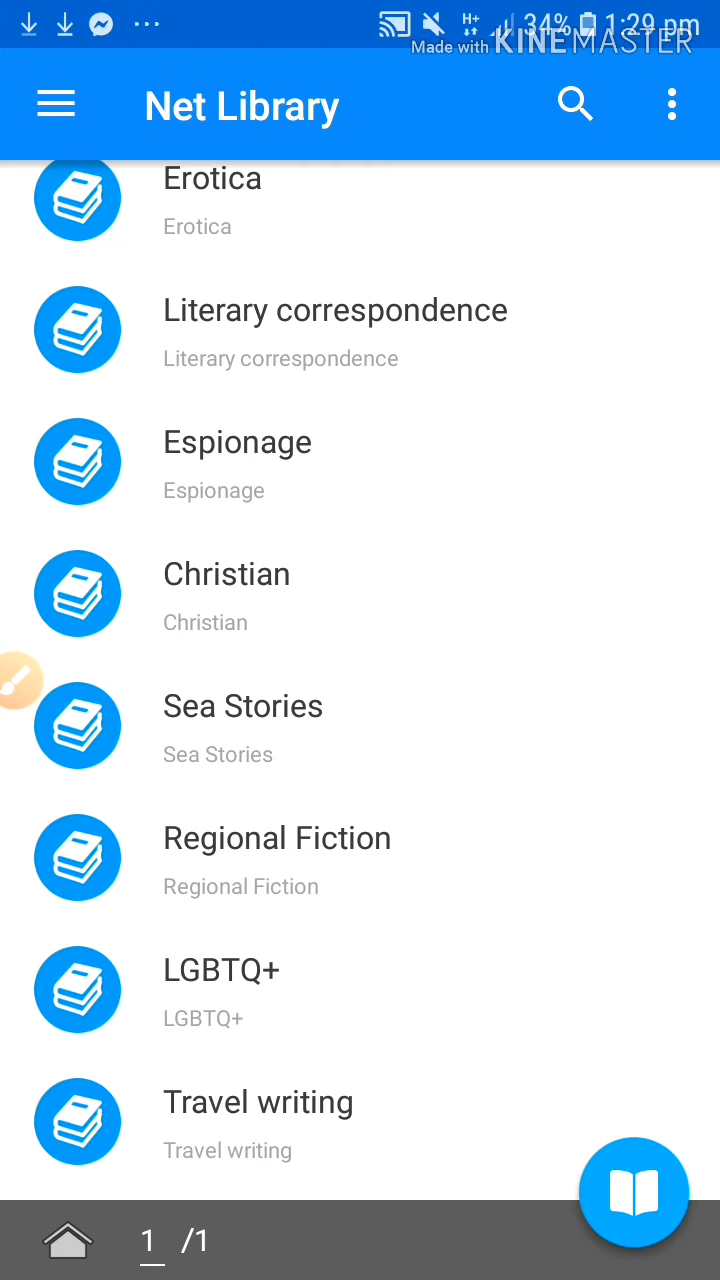 34% 1:29 pm
Made with KINEMASTER
Net Library
Erotica
Erotica
Literary correspondence
Literary correspondence
Espionage
Espionage
Christian
Christian
Sea Stories
Sea Stories
Regional Fiction
Regional Fiction
LGBTQ+
LGBTQ+
Travel writing
Travel writing
1 /1